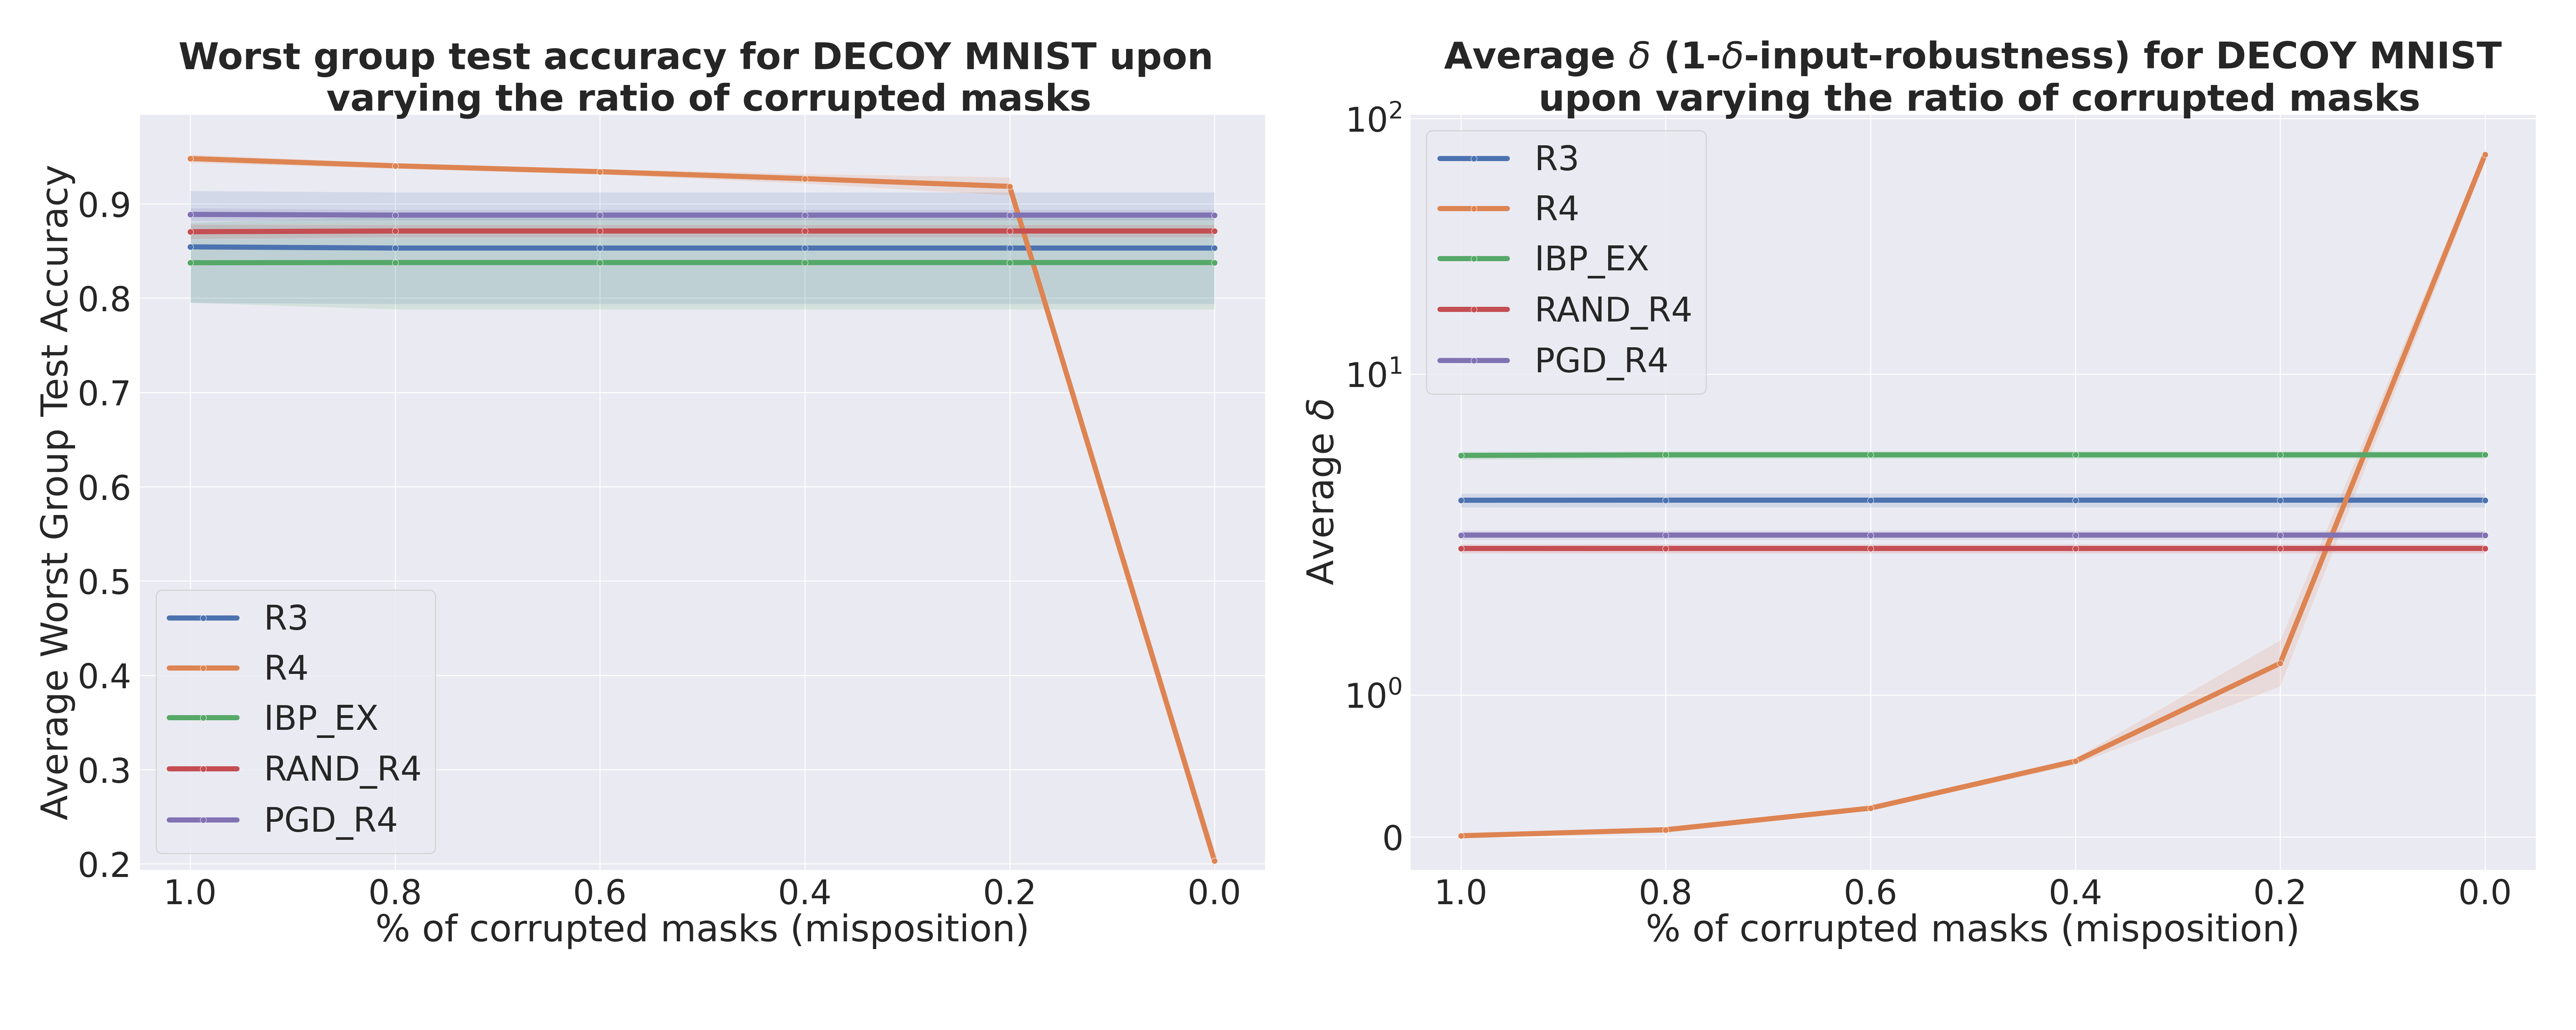 Worst group test accuracy for DECOY MNIST upon
varying the ratio of corrupted masks
Average Worst Group Test Accuracy
0.9
0.8
0.7
0.6
0.5
0.4
0.3
0.2
R3
R4
IBP_EX
RAND_R4
PGD_R4
1.0 0.8 0.6 0.4 0.2 0.0
% of corrupted masks (misposition)
Average δ (1-δ-input-robustness) for DECOY MNIST
upon varying the ratio of corrupted masks
Average δ
10²
10¹
10⁰
0
R3
R4
IBP_EX
RAND_R4
PGD_R4
1.0 0.8 0.6 0.4 0.2 0.0
% of corrupted masks (misposition)